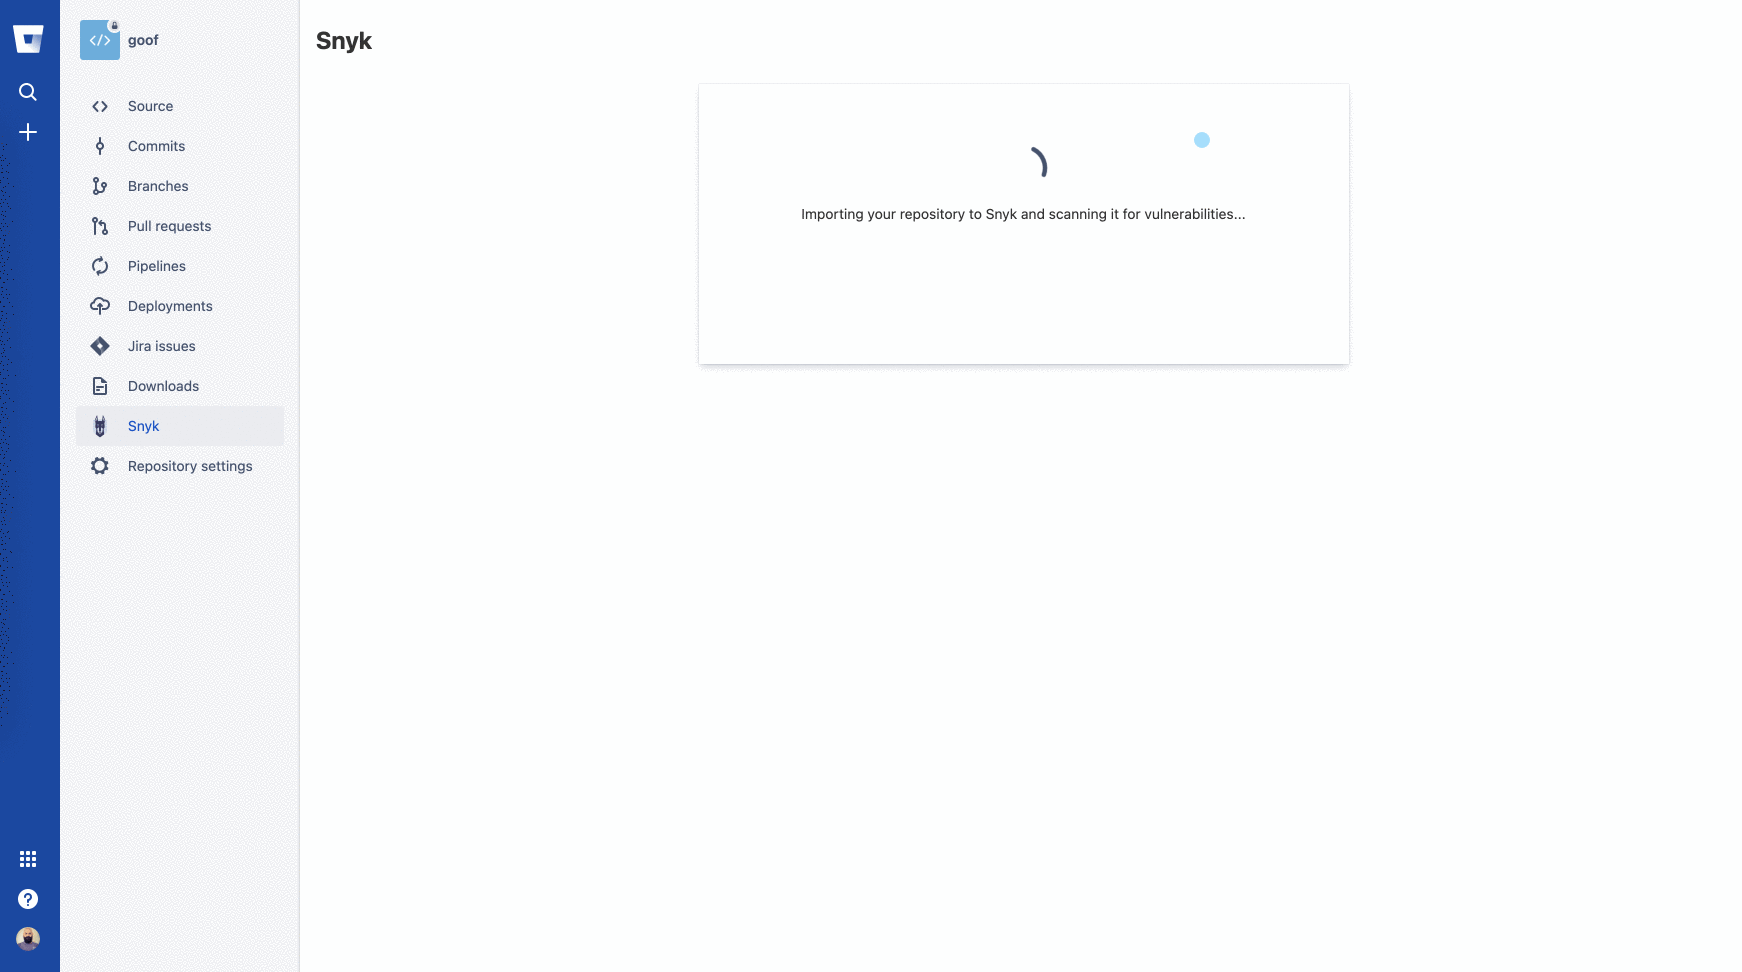 goof
Source
Commits
Branches
Pull requests
Pipelines
Deployments
Jira issues
Downloads
Snyk
Repository settings
Snyk
Importing your repository to Snyk and scanning it for vulnerabilities...